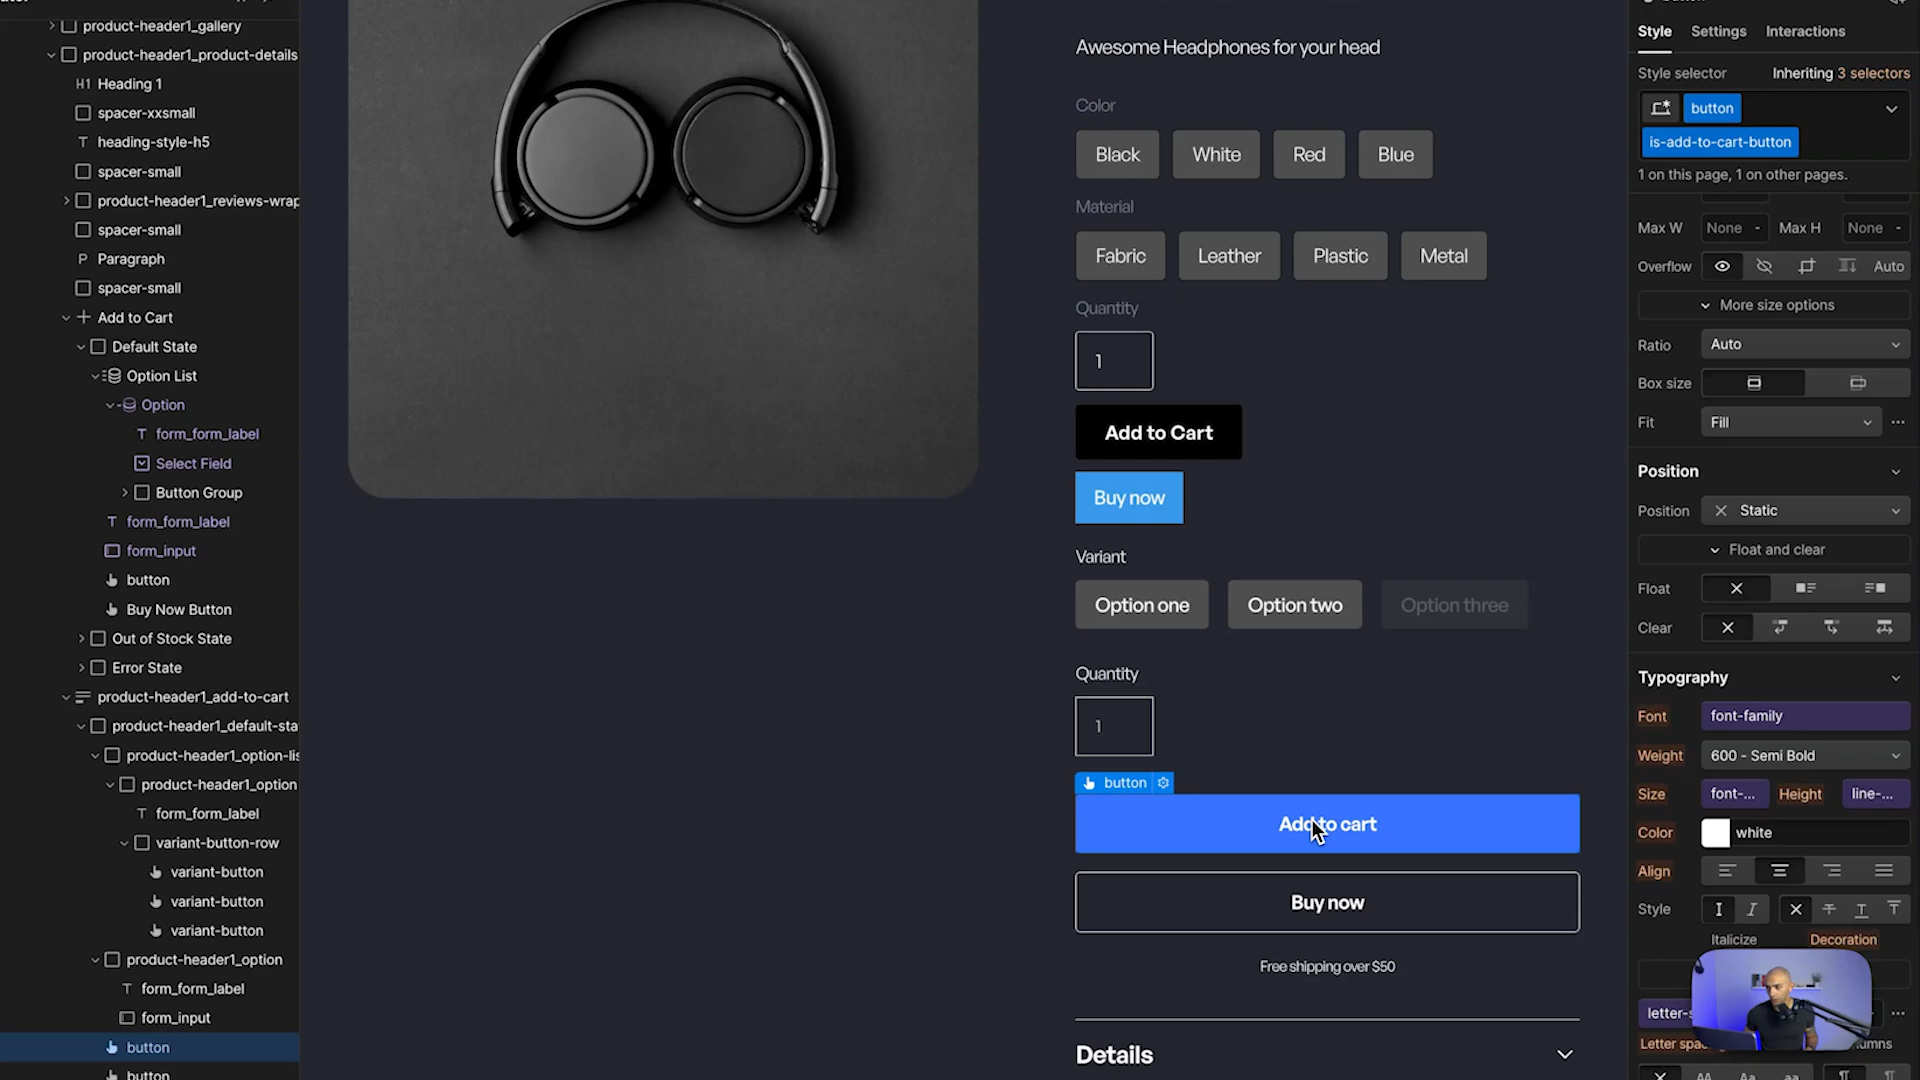 product-header1_gallery
product-header1_product-details
H1 Heading 1
spacer-xxsmall
T heading-style-h5
spacer-small
product-header1_reviews-wrap
spacer-small
P Paragraph
spacer-small
Add to Cart
Default State
Option List
Option
T form_form_label
Select Field
Button Group
T form_form_label
form_input
button
Buy Now Button
Out of Stock State
Error State
product-header1_add-to-cart
product-header1_default-sta
product-header1_option-lis
product-header1_option
T form_form_label
variant-button-row
variant-button
variant-button
variant-button
product-header1_option
T form_form_label
form_input
button
button
Awesome Headphones for your head
Color
Black White Red Blue
Material
Fabric Leather Plastic Metal
Quantity
1
Add to Cart
Buy now
Variant
Option one Option two Option three
Quantity
1
button
Add to cart
Buy now
Free shipping over $50
Details
Style Settings Interactions
Style selector Inheriting 3 selectors
button
is-add-to-cart-button
1 on this page, 1 on other pages.
Max W None - Max H None -
Overflow Auto
More size options
Ratio Auto
Box size
Fit Fill
Position
Position Static
Float and clear
Float
Clear
Typography
Font font-family
Weight 600 - Semi Bold
Size font-... Height line-...
Color white
Align
Style
Italicize Decoration
AA Aa aa